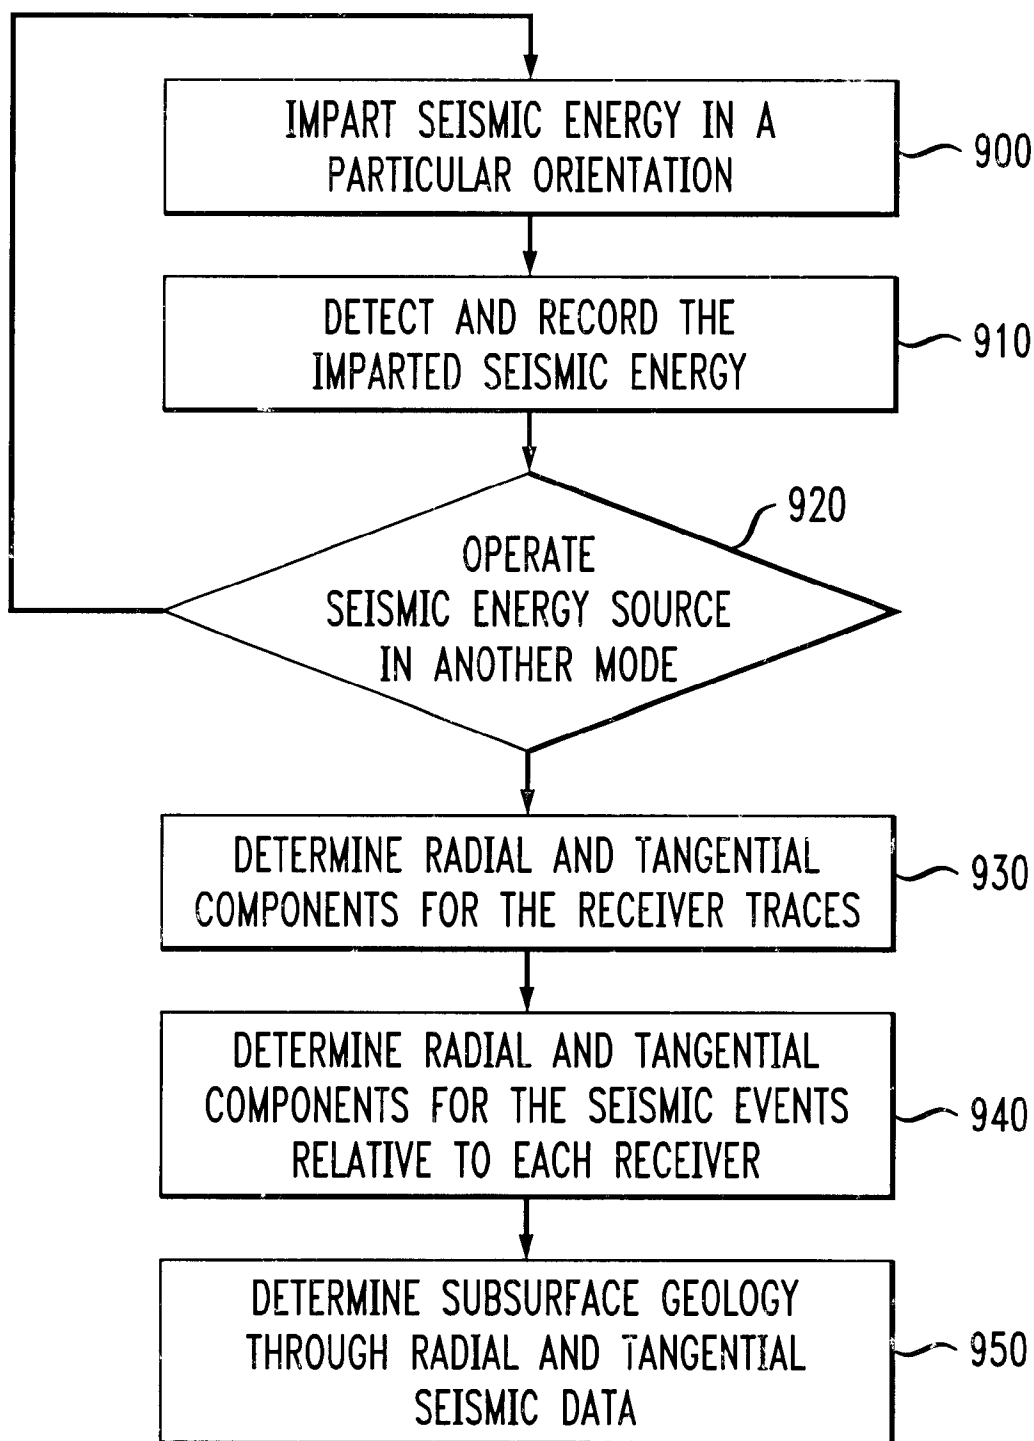 IMPART SEISMIC ENERGY IN A
PARTICULAR ORIENTATION
900
DETECT AND RECORD THE
IMPARTED SEISMIC ENERGY
910
920
OPERATE
SEISMIC ENERGY SOURCE
IN ANOTHER MODE
DETERMINE RADIAL AND TANGENTIAL
COMPONENTS FOR THE RECEIVER TRACES
930
DETERMINE RADIAL AND TANGENTIAL
COMPONENTS FOR THE SEISMIC EVENTS
RELATIVE TO EACH RECEIVER
940
DETERMINE SUBSURFACE GEOLOGY
THROUGH RADIAL AND TANGENTIAL
SEISMIC DATA
950